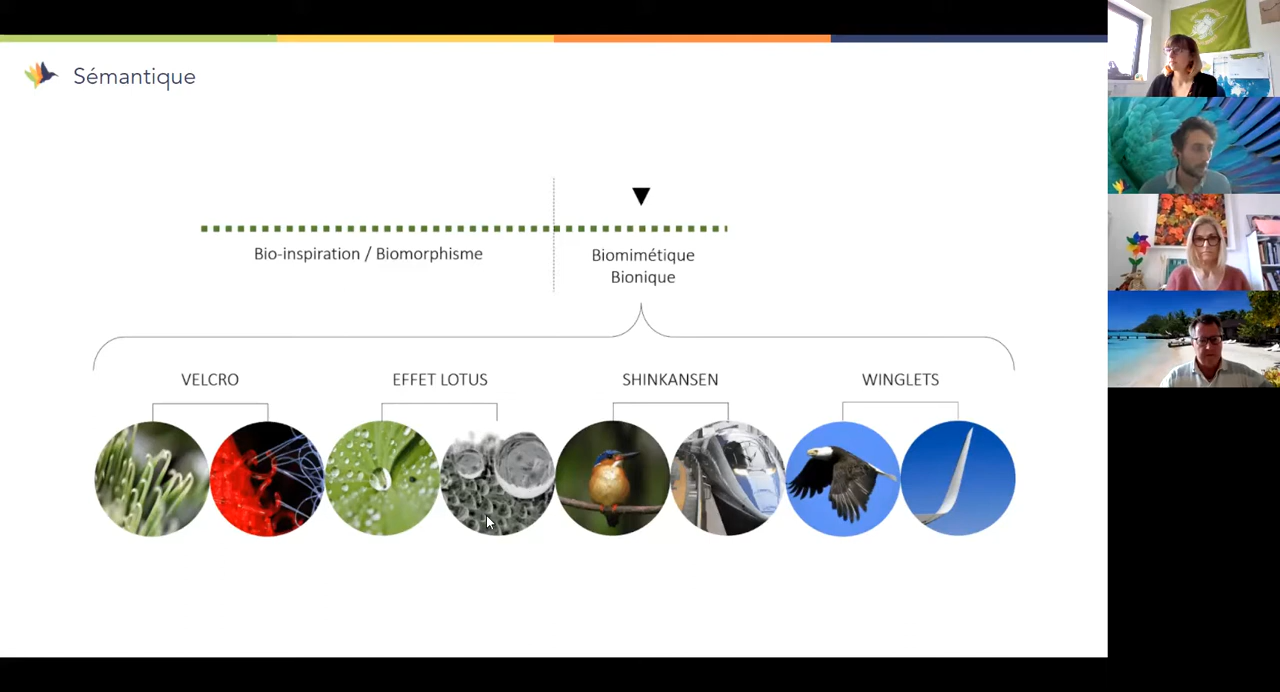 Sémantique
Bio-inspiration / Biomorphisme
Biomimétique
Bionique
VELCRO
EFFET LOTUS
SHINKANSEN
WINGLETS